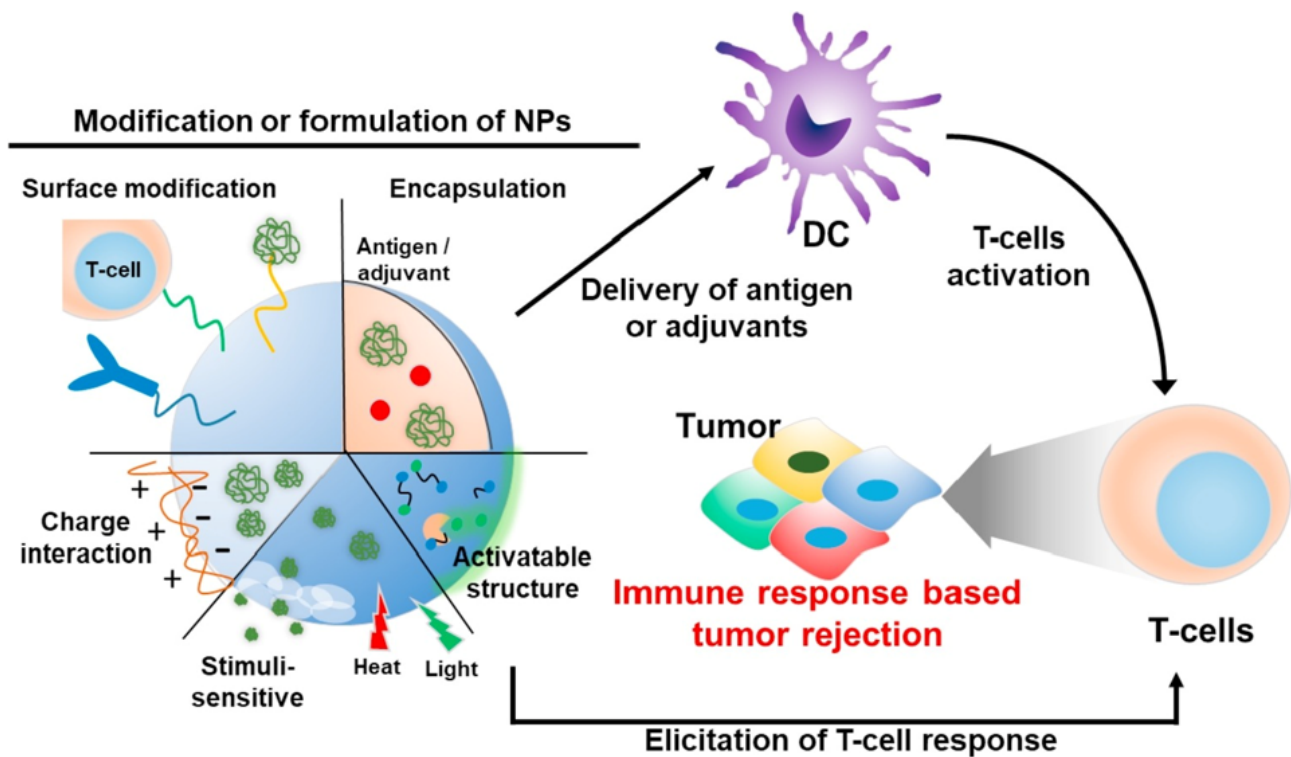 Modification or formulation of NPs
Surface modification
Encapsulation
T-cell
Antigen /
adjuvant
Charge
interaction
+
+
+
-
-
-
Stimuli-
sensitive
Heat
Light
Activatable
structure
DC
Delivery of antigen
or adjuvants
T-cells
activation
Tumor
Immune response based
tumor rejection
T-cells
Elicitation of T-cell response